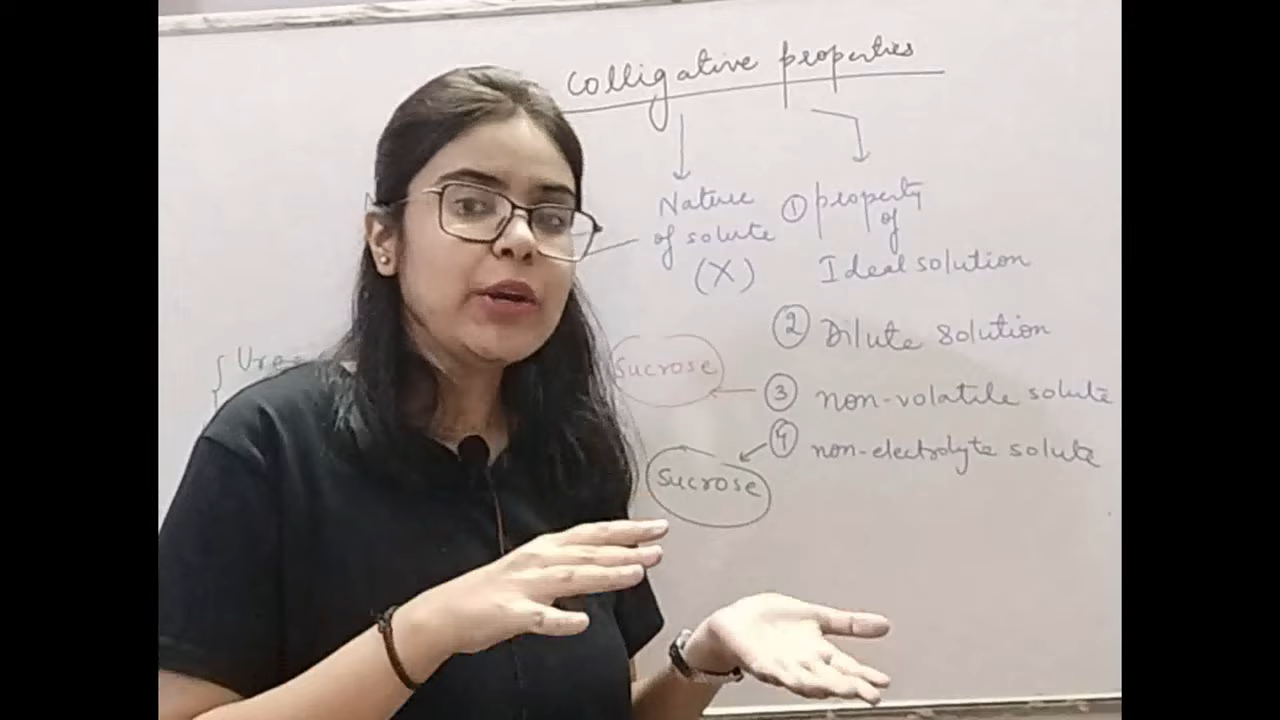 Colligative properties
Nature
of solute
(X)
① property
of
Ideal solution
② Dilute solution
Sucrose
③ non-volatile solute
④ non-electrolyte solute
Sucrose